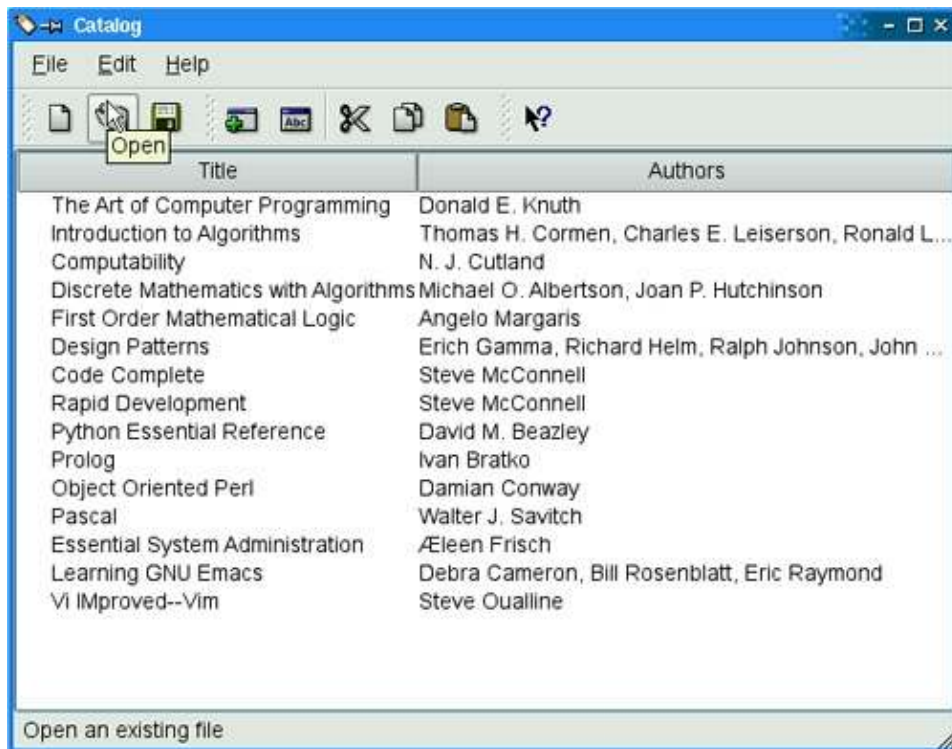 Catalog
File Edit Help
Abc
Open
Title Authors
The Art of Computer Programming Donald E. Knuth
Introduction to Algorithms Thomas H. Cormen, Charles E. Leiserson, Ronald L...
Computability N. J. Cutland
Discrete Mathematics with Algorithms Michael O. Albertson, Joan P. Hutchinson
First Order Mathematical Logic Angelo Margaris
Design Patterns Erich Gamma, Richard Helm, Ralph Johnson, John ...
Code Complete Steve McConnell
Rapid Development Steve McConnell
Python Essential Reference David M. Beazley
Prolog Ivan Bratko
Object Oriented Perl Damian Conway
Pascal Walter J. Savitch
Essential System Administration Æleen Frisch
Learning GNU Emacs Debra Cameron, Bill Rosenblatt, Eric Raymond
Vi IMproved--Vim Steve Oualline
Open an existing file